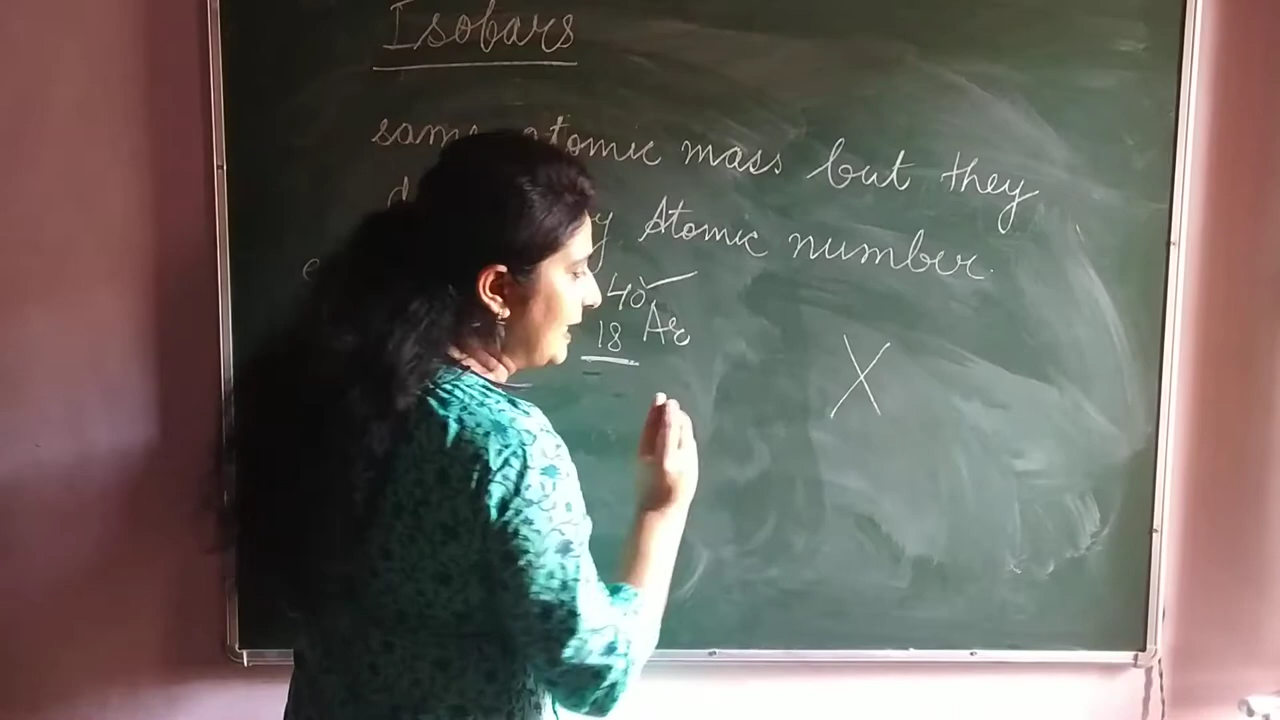 Isobars
same atomic mass but they
Atomic number.
40
18 Ar
X